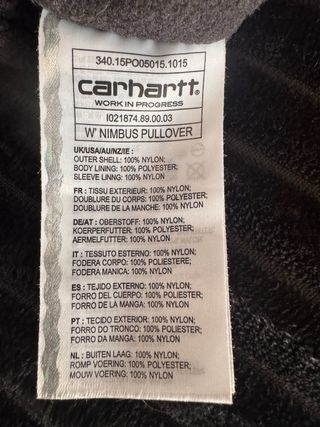 340.15PO05015.1015
carhartt.
WORK IN PROGRESS
I021874.89.00.03
W' NIMBUS PULLOVER
UK/USA/AU/NZ/IE :
OUTER SHELL: 100% NYLON;
BODY LINING: 100% POLYESTER;
SLEEVE LINNG: 100% NYLON
FR : TISSU EXTERIEUR: 100% NYLON;
DOUBLURE DU CORPS: 100% POLYESTER;
DOUBLURE DE LA MANCHE: 100% NYLON
DE/AT : OBERSTOFF: 100% NYLON;
KOERPERFUTTER: 100% POLYESTER;
AERMELFUTTER: 100% NYLON
IT : TESSUTO ESTERNO: 100% NYLON;
FODERA CORPO: 100% POLIESTERE;
FODERA MANICA: 100% NYLON
ES : TEJIDO EXTERIO: 100% NYLON;
FORRO DEL CUERPO: 100% POLIESTER;
FORRO DE LA MANGA: 100% NYLON
PT : TECIDO EXTERIOR: 100% NYLON;
FORRO DO TRONCO: 100% POLIESTER;
FORRO DA MANGA: 100% NYLON
NL : BUITEN LAAG: 100% NYLON;
ROMP VOERING: 100% POLYESTER;
MOUW VOERING: 100% NYLON